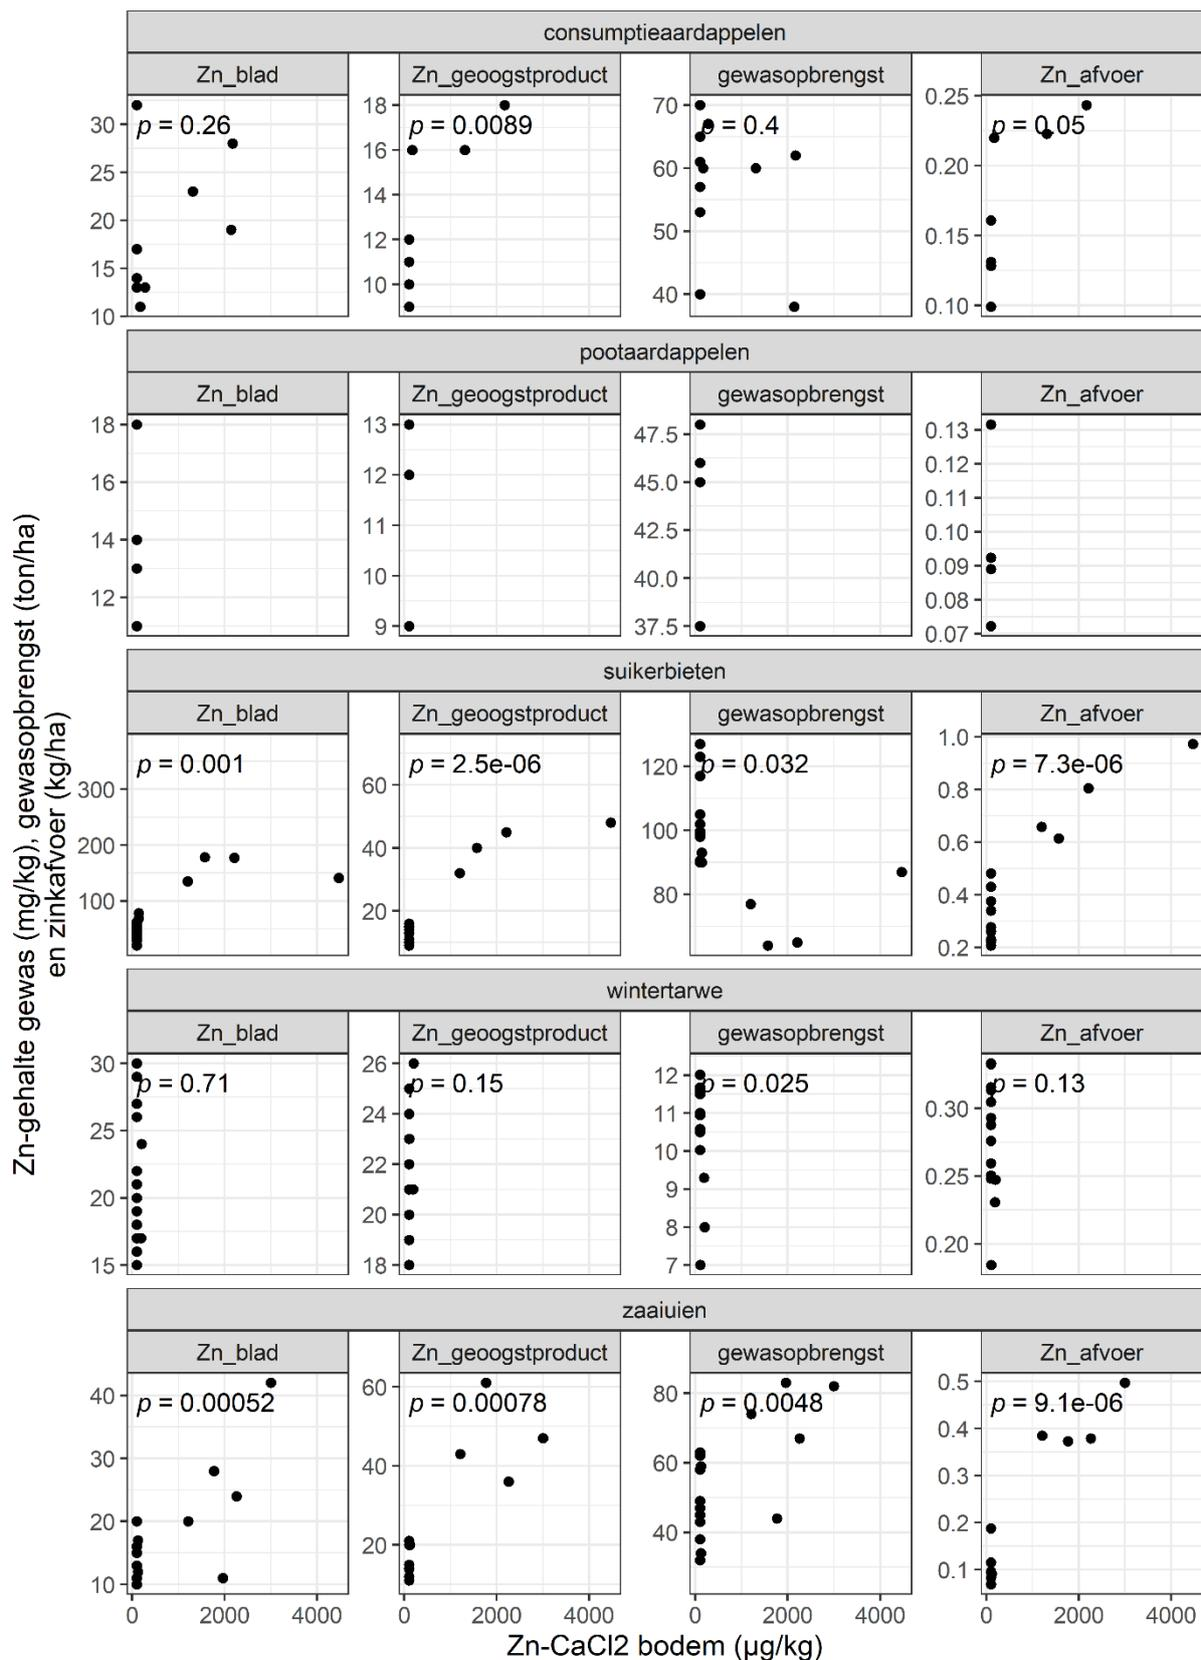 consumptieaardappelen
Zn_blad Zn_geoogstproduct gewasopbrengst Zn_afvoer
p = 0.26 p = 0.0089 p = 0.4 p = 0.05
30 25 20 15 10
18 16 14 12 10
70 60 50 40
0.25 0.20 0.15 0.10
pootaardappelen
Zn_blad Zn_geoogstproduct gewasopbrengst Zn_afvoer
18 16 14 12
13 12 11 10 9
47.5 45.0 42.5 40.0 37.5
0.13 0.12 0.11 0.10 0.09 0.08 0.07
suikerbieten
Zn_blad Zn_geoogstproduct gewasopbrengst Zn_afvoer
p = 0.001 p = 2.5e-06 p = 0.032 p = 7.3e-06
300 200 100
60 40 20
120 100 80
1.0 0.8 0.6 0.4 0.2
wintertarwe
Zn_blad Zn_geoogstproduct gewasopbrengst Zn_afvoer
p = 0.71 p = 0.15 p = 0.025 p = 0.13
30 25 20 15
26 24 22 20 18
12 11 10 9 8 7
0.30 0.25 0.20
zaaiuien
Zn_blad Zn_geoogstproduct gewasopbrengst Zn_afvoer
p = 0.00052 p = 0.00078 p = 0.0048 p = 9.1e-06
40 30 20 10
60 40 20
80 60 40
0.5 0.4 0.3 0.2 0.1
0 2000 4000 0 2000 4000 0 2000 4000 0 2000 4000
Zn-CaCl2 bodem (µg/kg)
Zn-gehalte gewas (mg/kg), gewasopbrengst (ton/ha)
en zinkafvoer (kg/ha)